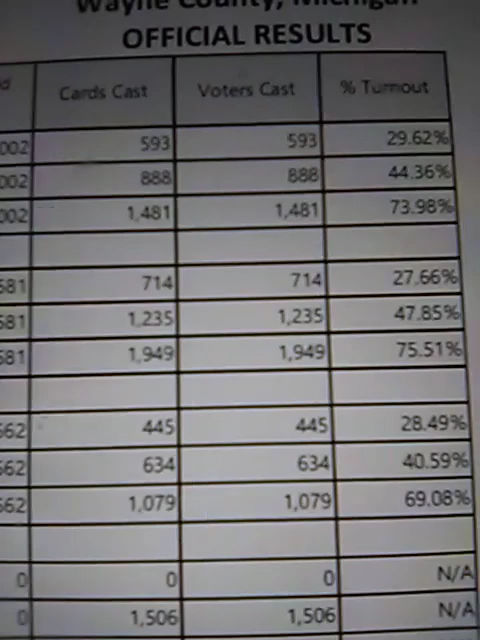 Wayne County, Michigan
OFFICIAL RESULTS
Cards Cast Voters Cast % Turnout
002 593 593 29.62%
002 888 888 44.36%
002 1,481 1,481 73.98%
581 714 714 27.66%
581 1,235 1,235 47.85%
581 1,949 1,949 75.51%
562 445 445 28.49%
562 634 634 40.59%
562 1,079 1,079 69.08%
0 0 0 N/A
0 1,506 1,506 N/A